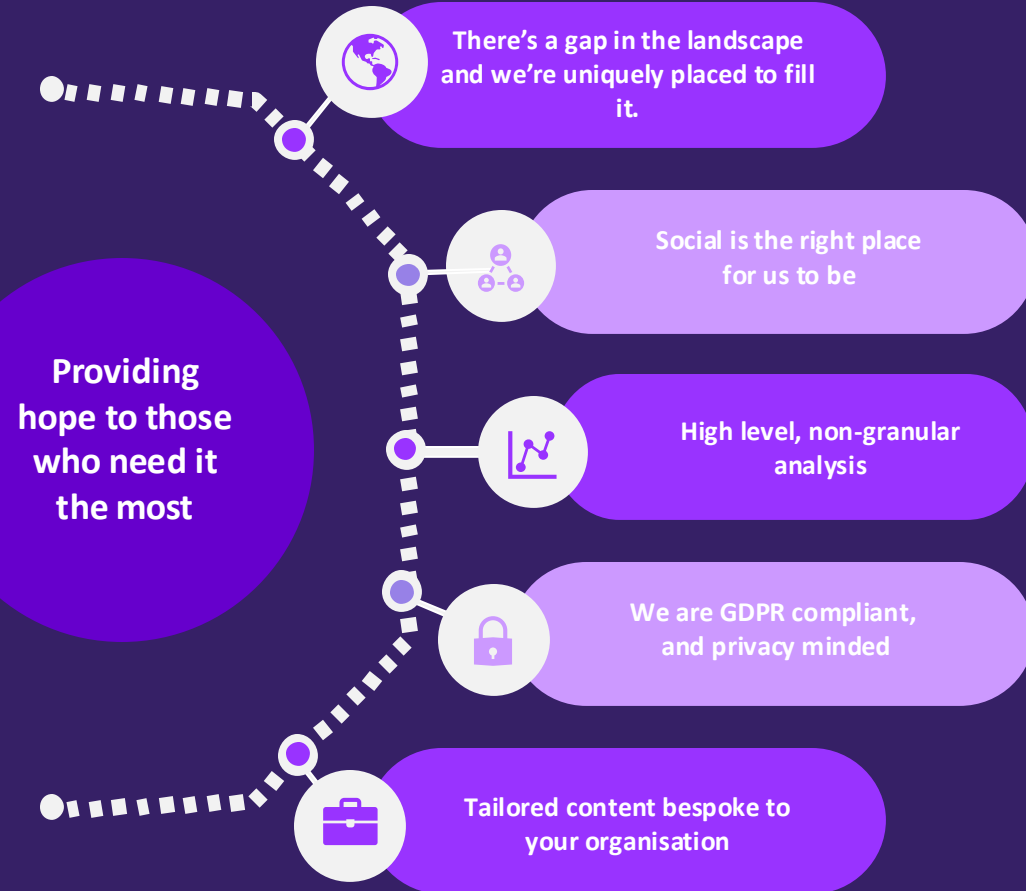 There’s a gap in the landscape
and we’re uniquely placed to fill
it.
Social is the right place
for us to be
Providing
hope to those
who need it
the most
High level, non-granular
analysis
We are GDPR compliant,
and privacy minded
Tailored content bespoke to
your organisation